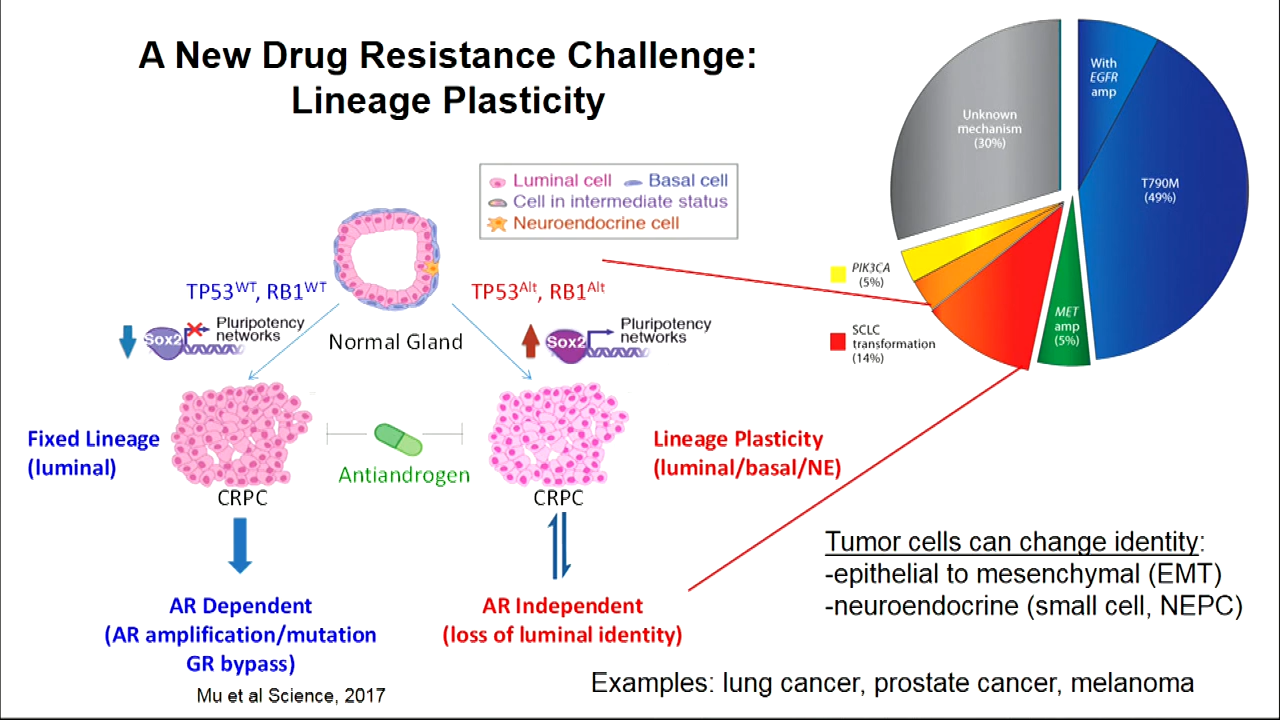 A New Drug Resistance Challenge:
Lineage Plasticity
Luminal cell Basal cell
Cell in intermediate status
Neuroendocrine cell
TP53WT, RB1WT
TP53Alt, RB1Alt
Sox2
Pluripotency
networks
Normal Gland
Sox2
Pluripotency
networks
Fixed Lineage
(luminal)
CRPC
Antiandrogen
CRPC
Lineage Plasticity
(luminal/basal/NE)
AR Dependent
(AR amplification/mutation
GR bypass)
AR Independent
(loss of luminal identity)
Mu et al Science, 2017
With
EGFR
amp
T790M
(49%)
Unknown
mechanism
(30%)
PIK3CA
(5%)
SCLC
transformation
(14%)
MET
amp
(5%)
Tumor cells can change identity:
-epithelial to mesenchymal (EMT)
-neuroendocrine (small cell, NEPC)
Examples: lung cancer, prostate cancer, melanoma